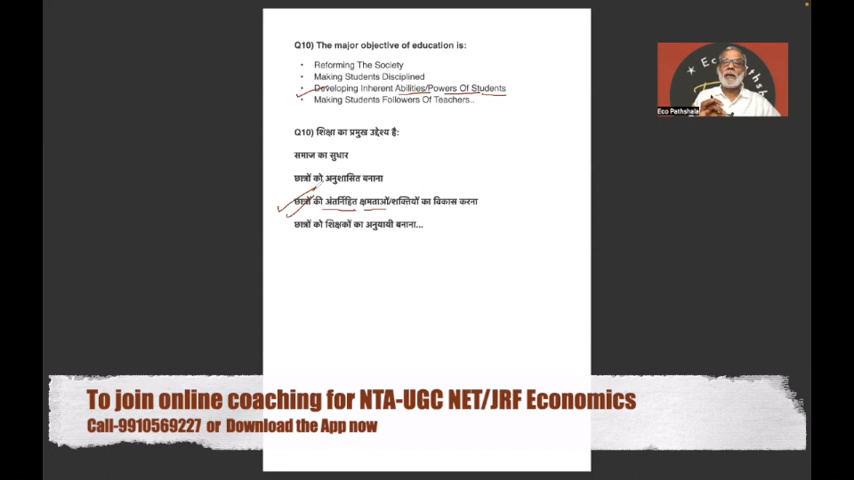 Q10) The major objective of education is:
• Reforming The Society
• Making Students Disciplined
• Developing Inherent Abilities/Powers Of Students
• Making Students Followers Of Teachers..
Q10) शिक्षा का प्रमुख उद्देश्य है:
समाज का सुधार
छात्रों को अनुशासित बनाना
छात्रों की अंतर्निहित क्षमताओं/शक्तियों का विकास करना
छात्रों को शिक्षकों का अनुयायी बनाना...
Eco Pathshala
To join online coaching for NTA-UGC NET/JRF Economics
Call-9910569227 or Download the App now